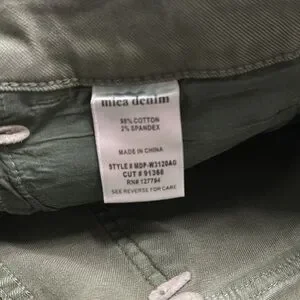 mica denim
98% COTTON
2% SPANDEX
MADE IN CHINA
STYLE # MDP-W3120AG
CUT # 91366
RN# 127794
SEE REVERSE FOR CARE